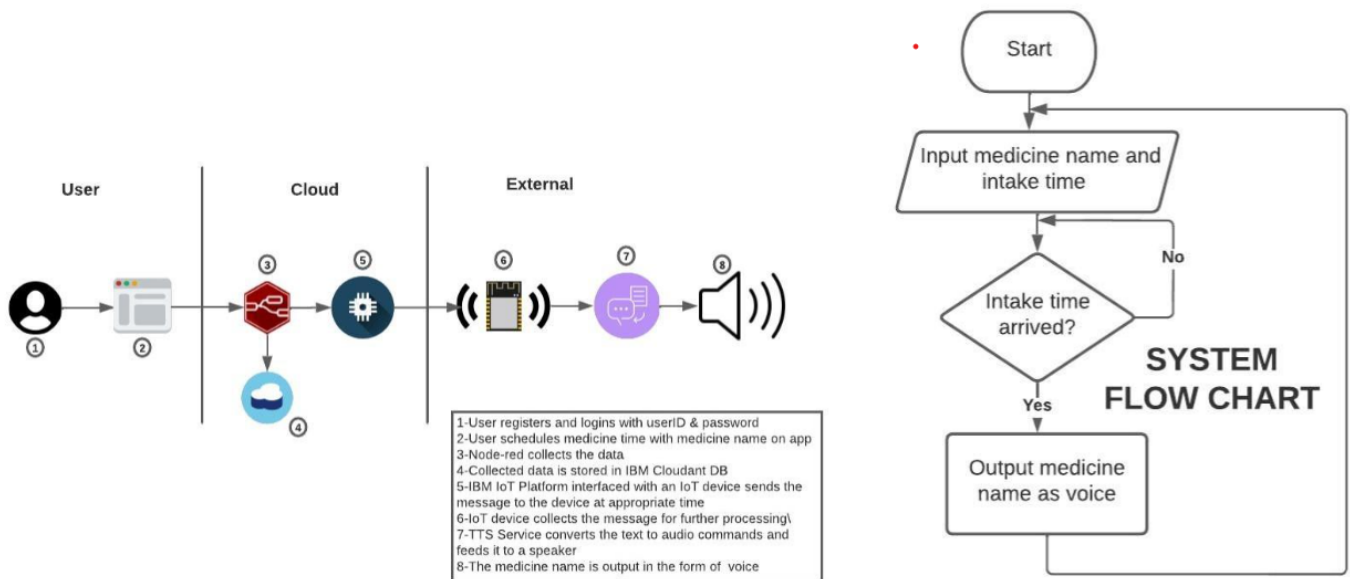 User
Cloud
External
1
2
3
4
5
6
7
8
1-User registers and logins with userID & password
2-User schedules medicine time with medicine name on app
3-Node-red collects the data
4-Collected data is stored in IBM Cloudant DB
5-IBM IoT Platform interfaced with an IoT device sends the
message to the device at appropriate time
6-IoT device collects the message for further processing\
7-TTS Service converts the text to audio commands and
feeds it to a speaker
8-The medicine name is output in the form of voice
Start
Input medicine name and
intake time
No
Intake time
arrived?
SYSTEM
FLOW CHART
Yes
Output medicine
name as voice